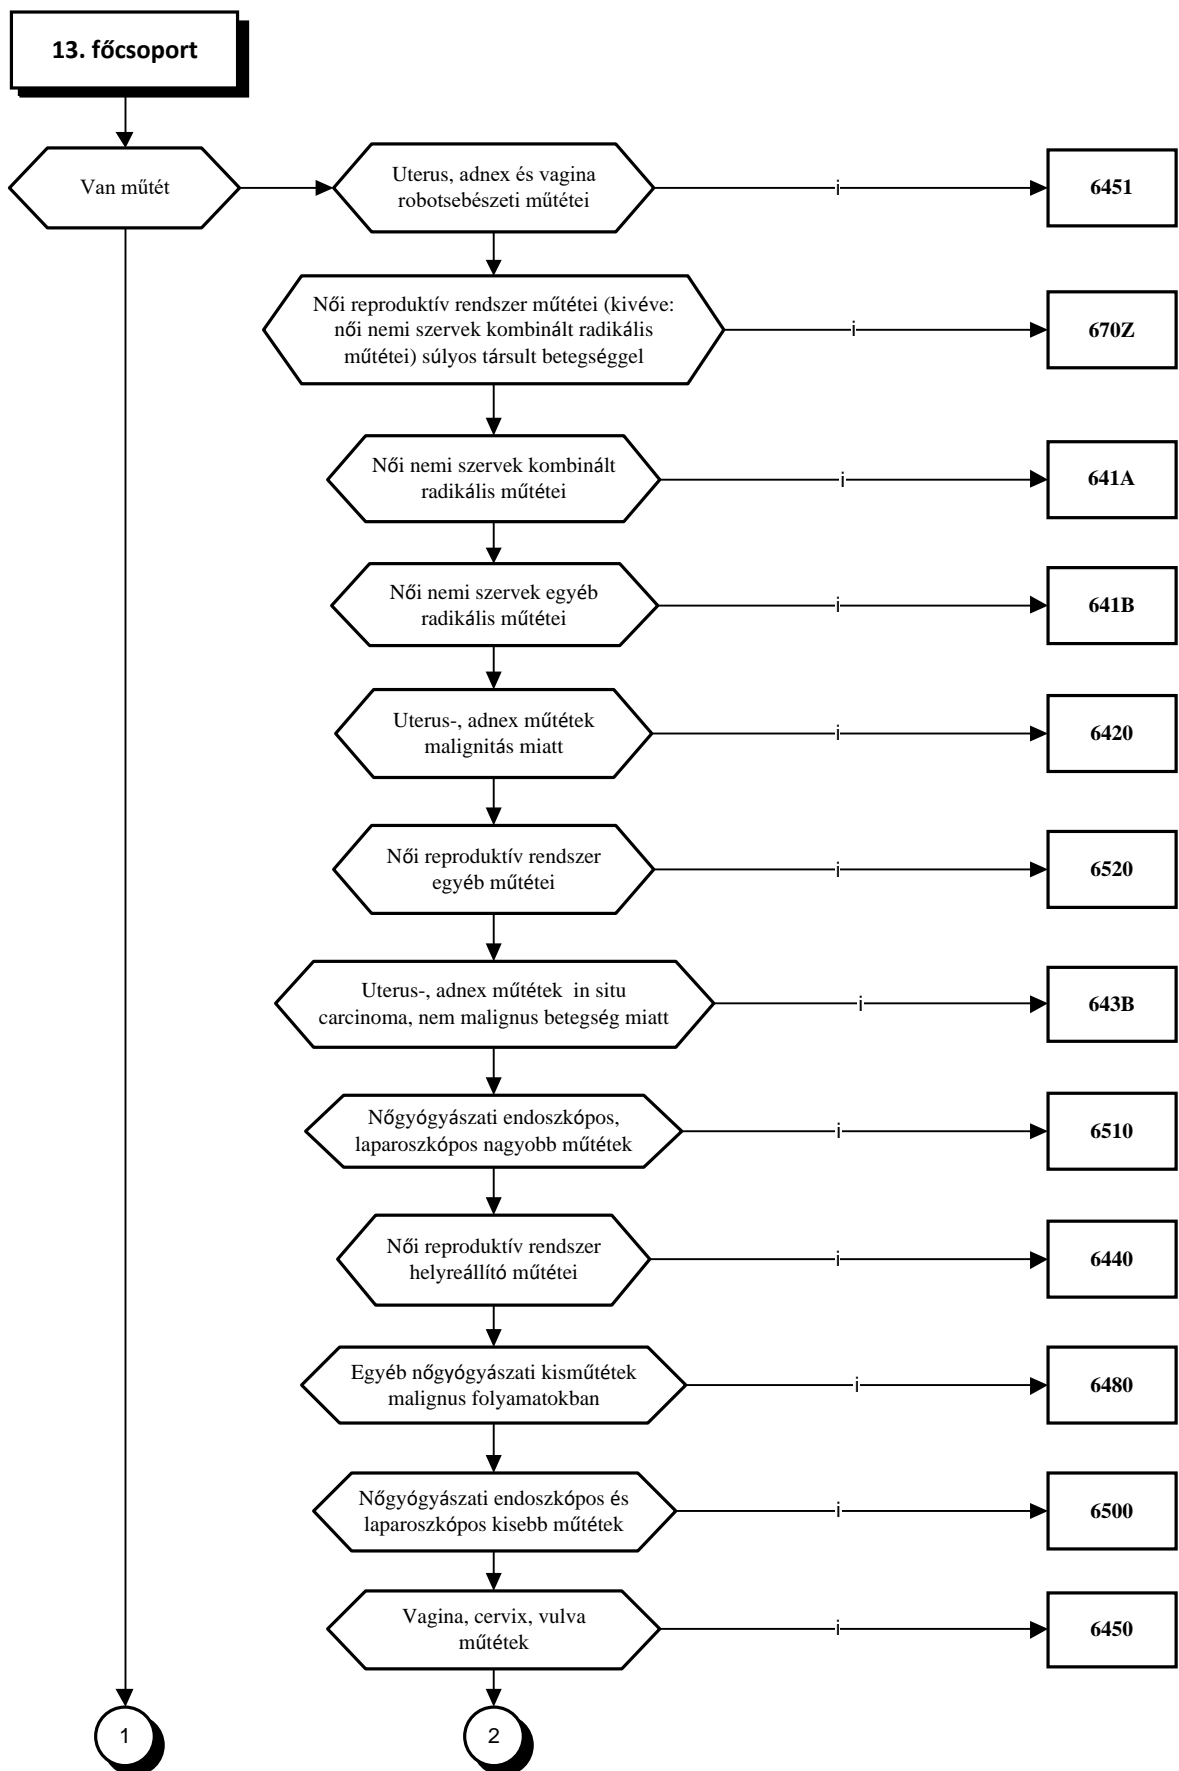 13. főcsoport
Van műtét
Uterus, adnex és vagina
robotsebészeti műtétei
i
6451
Női reproduktív rendszer műtétei (kivéve:
női nemi szervek kombinált radikális
műtétei) súlyos társult betegséggel
i
670Z
Női nemi szervek kombinált
radikális műtétei
i
641A
Női nemi szervek egyéb
radikális műtétei
i
641B
Uterus-, adnex műtétek
malignitás miatt
i
6420
Női reproduktív rendszer
egyéb műtétei
i
6520
Uterus-, adnex műtétek in situ
carcinoma, nem malignus betegség miatt
i
643B
Nőgyógyászati endoszkópos,
laparoszkópos nagyobb műtétek
i
6510
Női reproduktív rendszer
helyreállító műtétei
i
6440
Egyéb nőgyógyászati kisműtétek
malignus folyamatokban
i
6480
Nőgyógyászati endoszkópos és
laparoszkópos kisebb műtétek
i
6500
Vagina, cervix, vulva
műtétek
i
6450
1
2